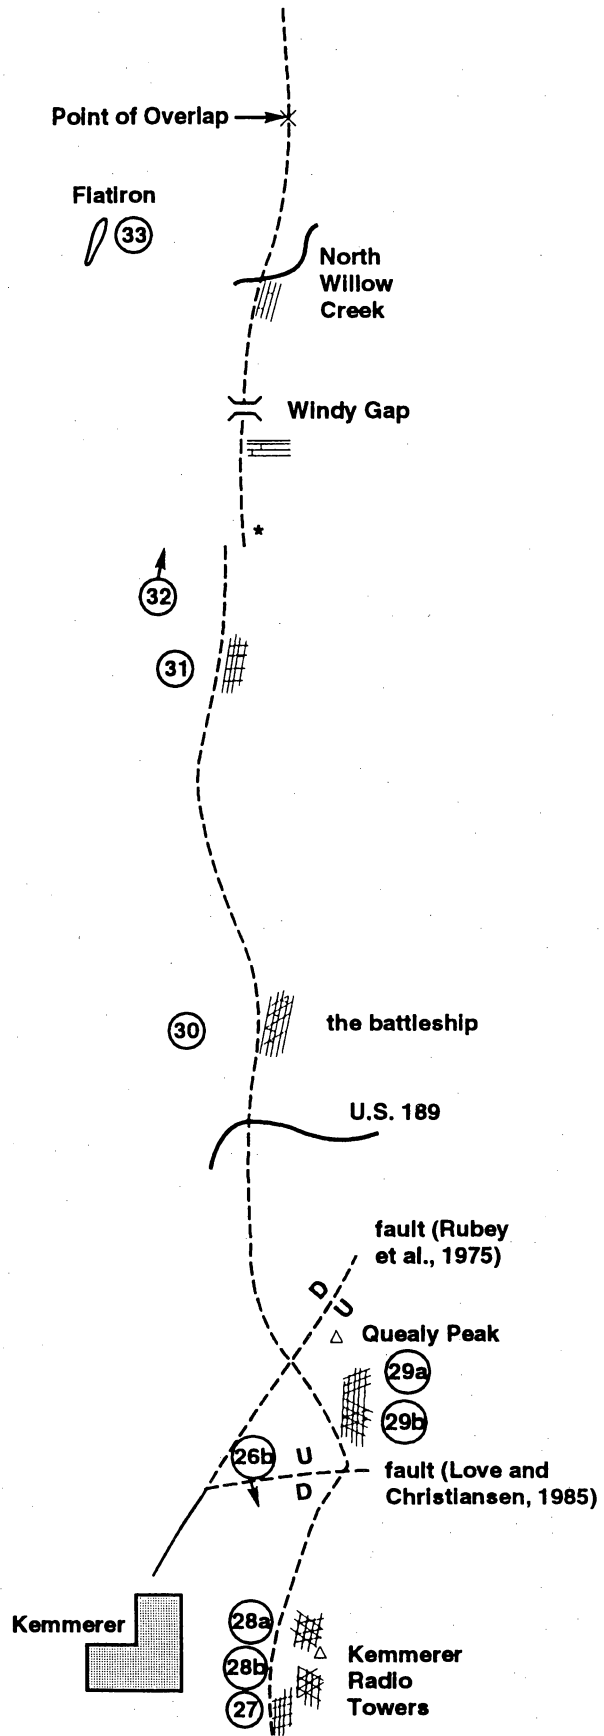 Point of Overlap
Flatiron
33
North
Willow
Creek
Windy Gap
*
32
31
30
the battleship
U.S. 189
fault (Rubey
et al., 1975)
D
U
Quealy Peak
29a
29b
26b
U
D
fault (Love and
Christiansen, 1985)
Kemmerer
28a
28b
27
Kemmerer
Radio
Towers